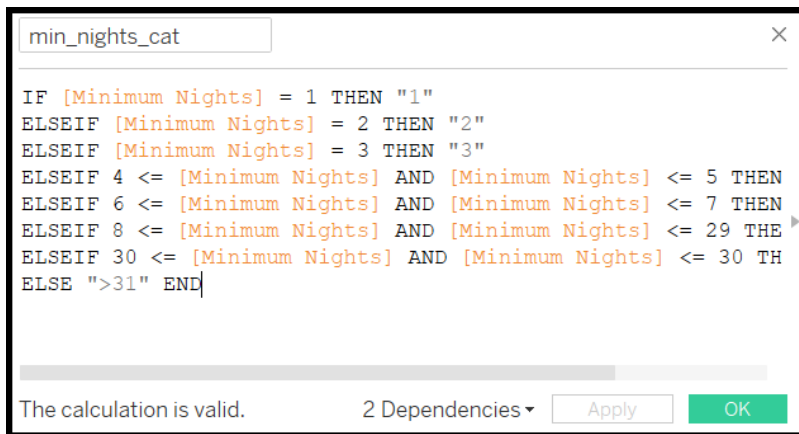 min_nights_cat
IF [Minimum Nights] = 1 THEN "1"
ELSEIF [Minimum Nights] = 2 THEN "2"
ELSEIF [Minimum Nights] = 3 THEN "3"
ELSEIF 4 <= [Minimum Nights] AND [Minimum Nights] <= 5 THEN
ELSEIF 6 <= [Minimum Nights] AND [Minimum Nights] <= 7 THEN
ELSEIF 8 <= [Minimum Nights] AND [Minimum Nights] <= 29 THE
ELSEIF 30 <= [Minimum Nights] AND [Minimum Nights] <= 30 TH
ELSE ">31" END
The calculation is valid. 2 Dependencies Apply OK